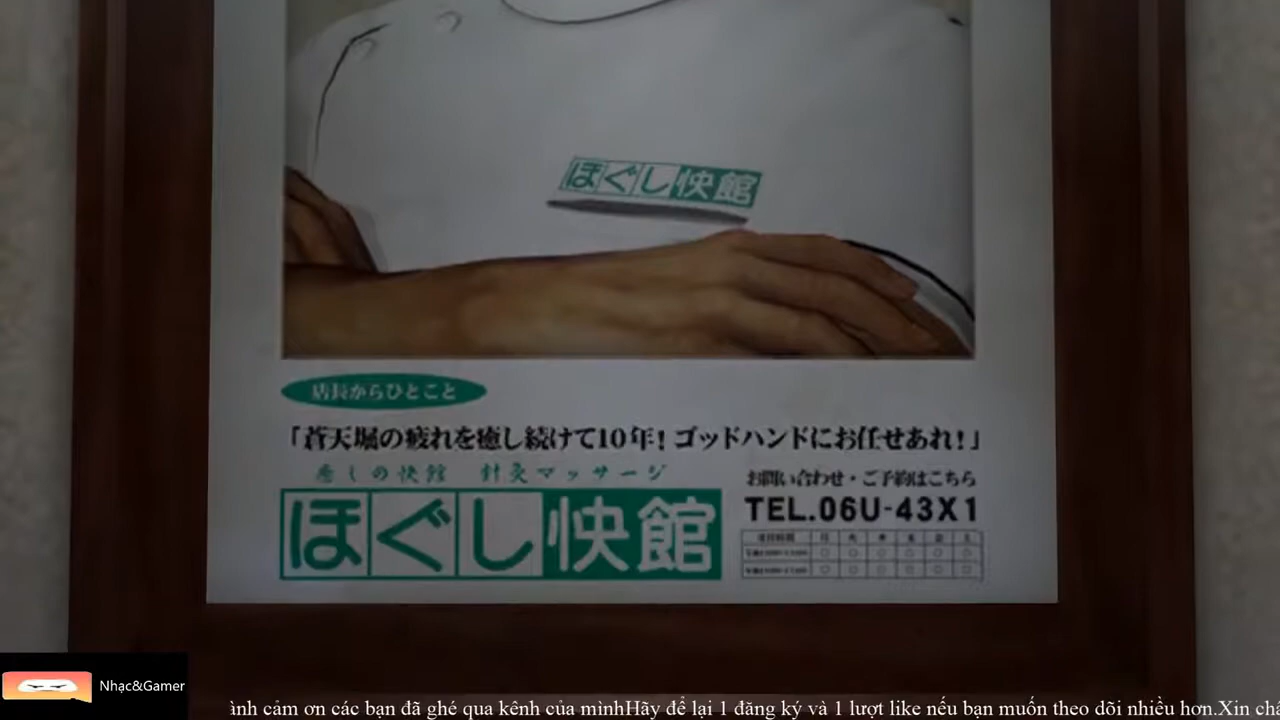 ほぐし快館
店長からひとこと
「蒼天堀の疲れを癒し続けて10年！ゴッドハンドにお任せあれ！」
癒しの快館 針灸マッサージ
ほぐし快館
お問い合わせ・ご予約はこちら
TEL.06U-43X1
Nhạc&Gamer
ình cảm ơn các bạn đã ghé qua kênh của mìnhHãy để lại 1 đăng ký và 1 lượt like nếu bạn muốn theo dõi nhiều hơn.Xin châ